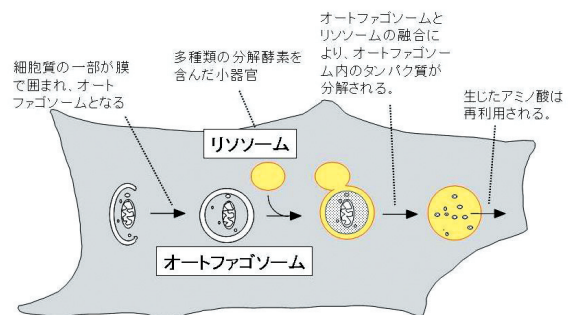 細胞質の一部が膜
で囲まれ、オート
ファゴソームとなる
多種類の分解酵素を
含んだ小器官
オートファゴソームと
リソソームの融合に
より、オートファゴソー
ム内のタンパク質が
分解される。
生じたアミノ酸は
再利用される。
リソソーム
オートファゴソーム